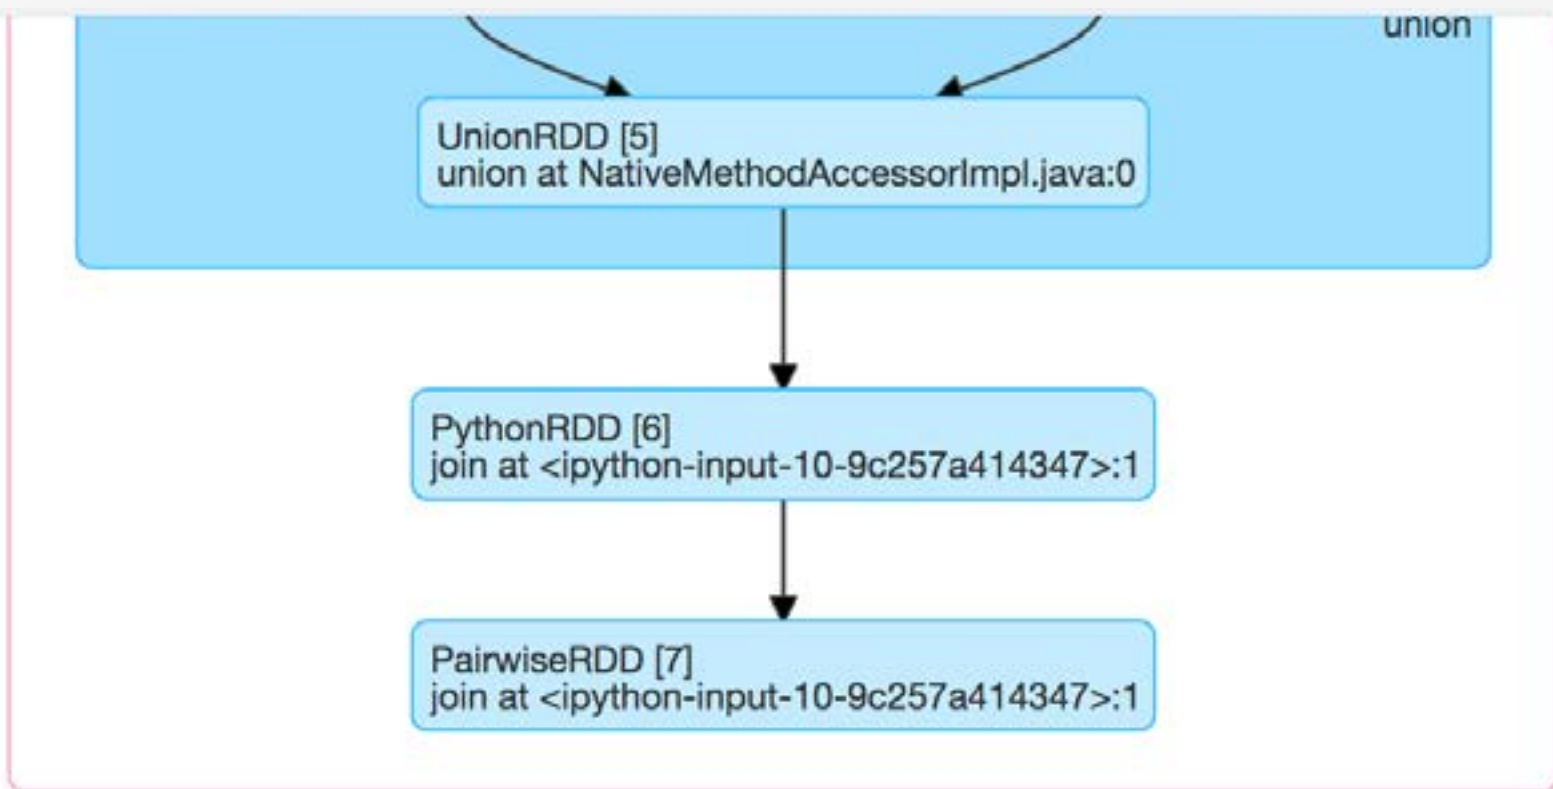 union
UnionRDD [5]
union at NativeMethodAccessorImpl.java:0
PythonRDD [6]
join at <ipython-input-10-9c257a414347>:1
PairwiseRDD [7]
join at <ipython-input-10-9c257a414347>:1